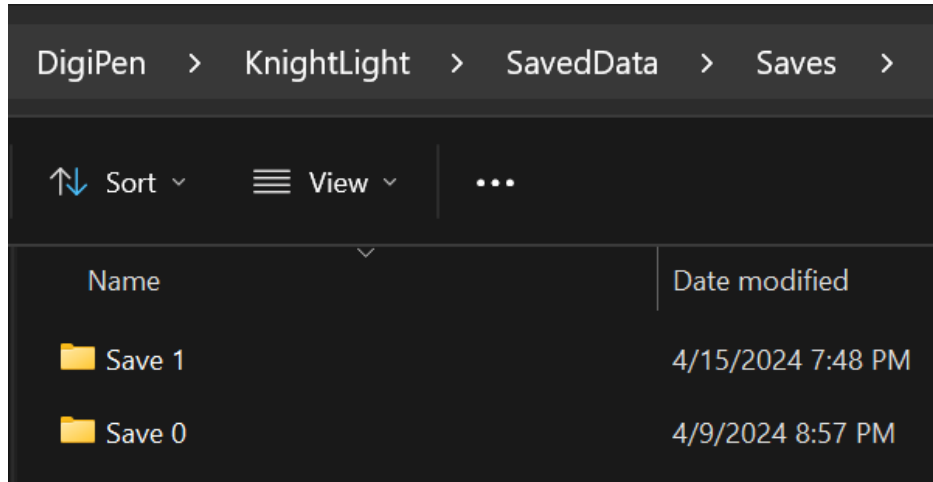 DigiPen > KnightLight > SavedData > Saves >
Sort View ...
Name Date modified
Save 1 4/15/2024 7:48 PM
Save 0 4/9/2024 8:57 PM